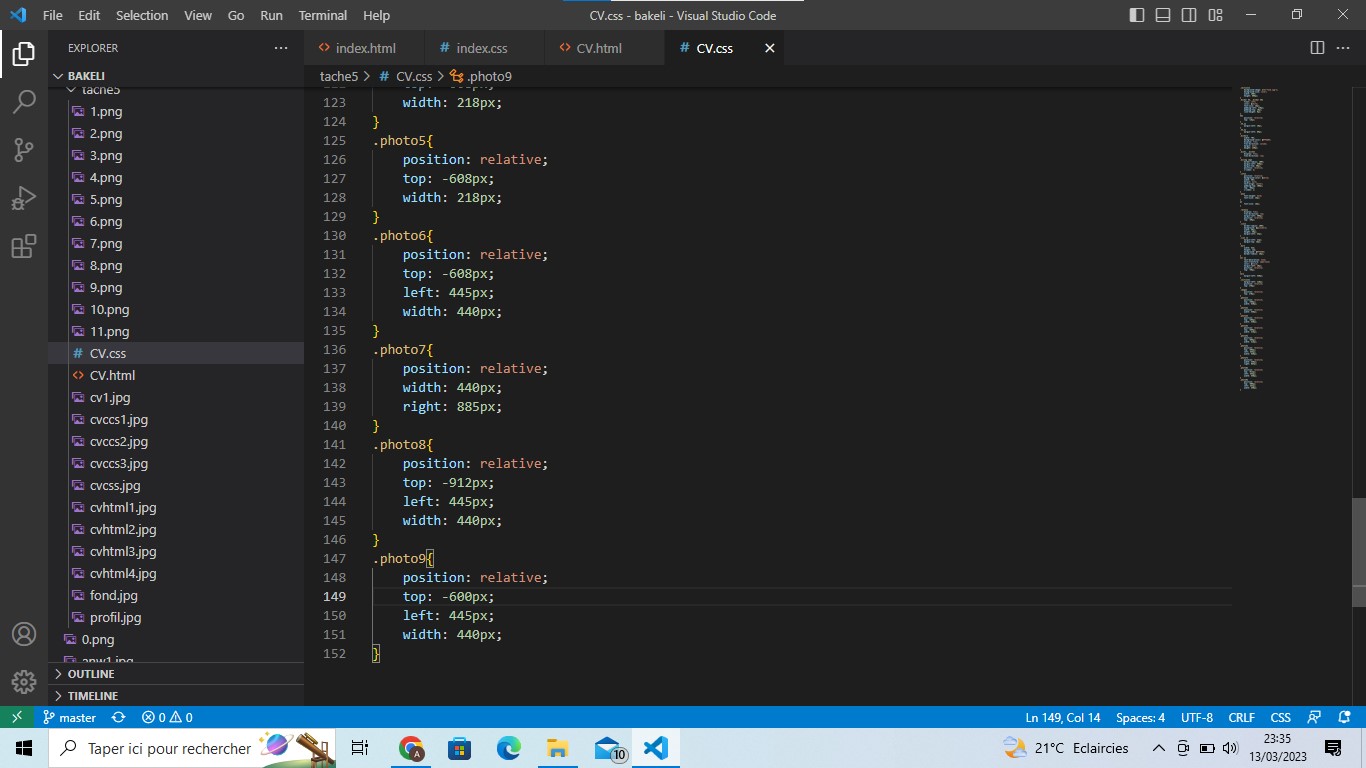 File Edit Selection View Go Run Terminal Help
CV.css - bakeli - Visual Studio Code
EXPLORER
BAKELI
tache5
1.png
2.png
3.png
4.png
5.png
6.png
7.png
8.png
9.png
10.png
11.png
CV.css
CV.html
cv1.jpg
cvccs1.jpg
cvccs2.jpg
cvccs3.jpg
cvcss.jpg
cvhtml1.jpg
cvhtml2.jpg
cvhtml3.jpg
cvhtml4.jpg
fond.jpg
profil.jpg
0.png
OUTLINE
TIMELINE
index.html index.css CV.html CV.css
tache5 > CV.css > .photo9
123 width: 218px;
124 }
125 .photo5{
126 position: relative;
127 top: -608px;
128 width: 218px;
129 }
130 .photo6{
131 position: relative;
132 top: -608px;
133 left: 445px;
134 width: 440px;
135 }
136 .photo7{
137 position: relative;
138 width: 440px;
139 right: 885px;
140 }
141 .photo8{
142 position: relative;
143 top: -912px;
144 left: 445px;
145 width: 440px;
146 }
147 .photo9{
148 position: relative;
149 top: -600px;
150 left: 445px;
151 width: 440px;
152 }
master 0 0 Ln 149, Col 14 Spaces: 4 UTF-8 CRLF CSS
Taper ici pour rechercher
A
10
21°C Eclaircies
23:35
13/03/2023